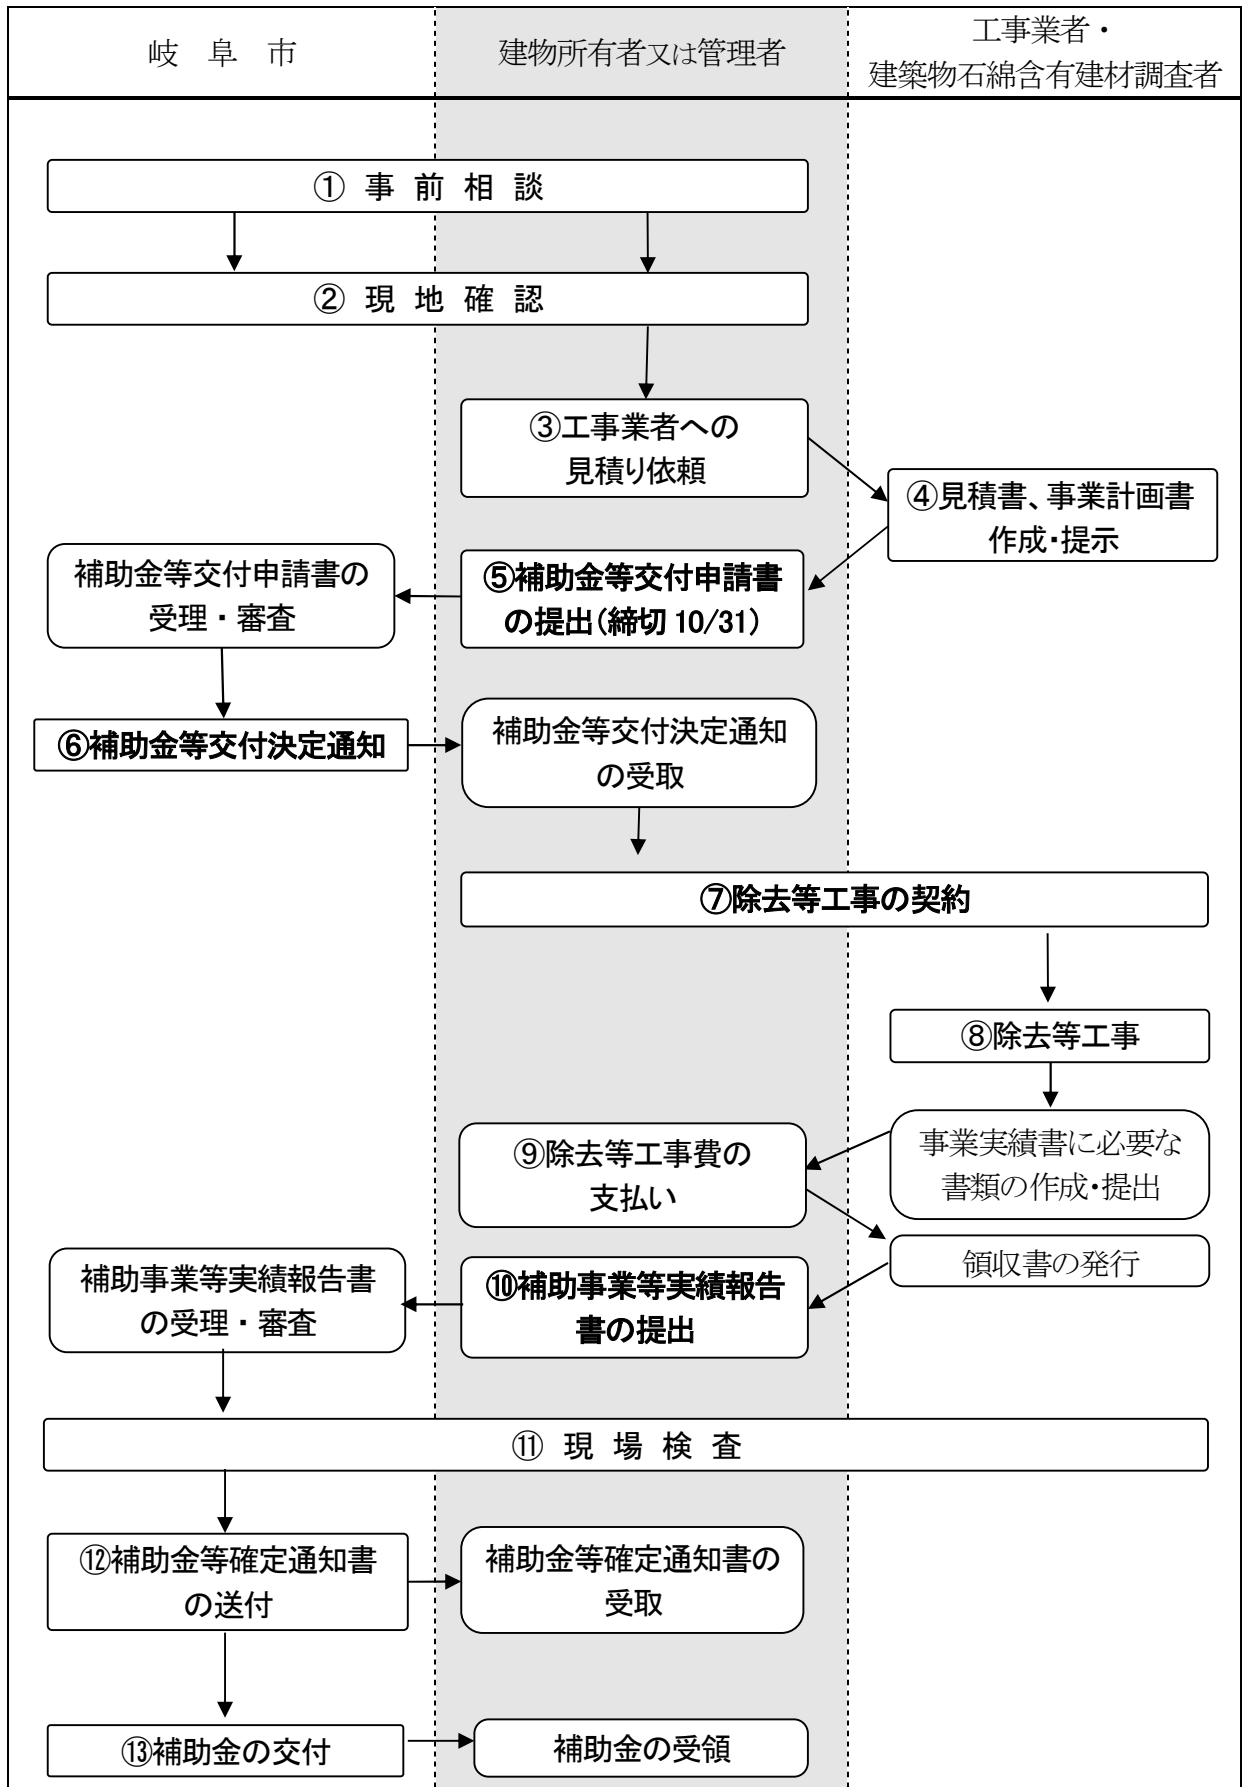 岐 阜 市
建物所有者又は管理者
工事業者・
建築物石綿含有建材調査者
① 事 前 相 談
② 現 地 確 認
③工事業者への
見積り依頼
④見積書、事業計画書
作成・提示
補助金等交付申請書の
受理・審査
⑤補助金等交付申請書
の提出(締切 10/31)
⑥補助金等交付決定通知
補助金等交付決定通知
の受取
⑦除去等工事の契約
⑧除去等工事
事業実績書に必要な
書類の作成・提出
⑨除去等工事費の
支払い
領収書の発行
補助事業等実績報告書
の受理・審査
⑩補助事業等実績報告
書の提出
⑪ 現 場 検 査
⑫補助金等確定通知書
の送付
補助金等確定通知書の
受取
⑬補助金の交付
補助金の受領